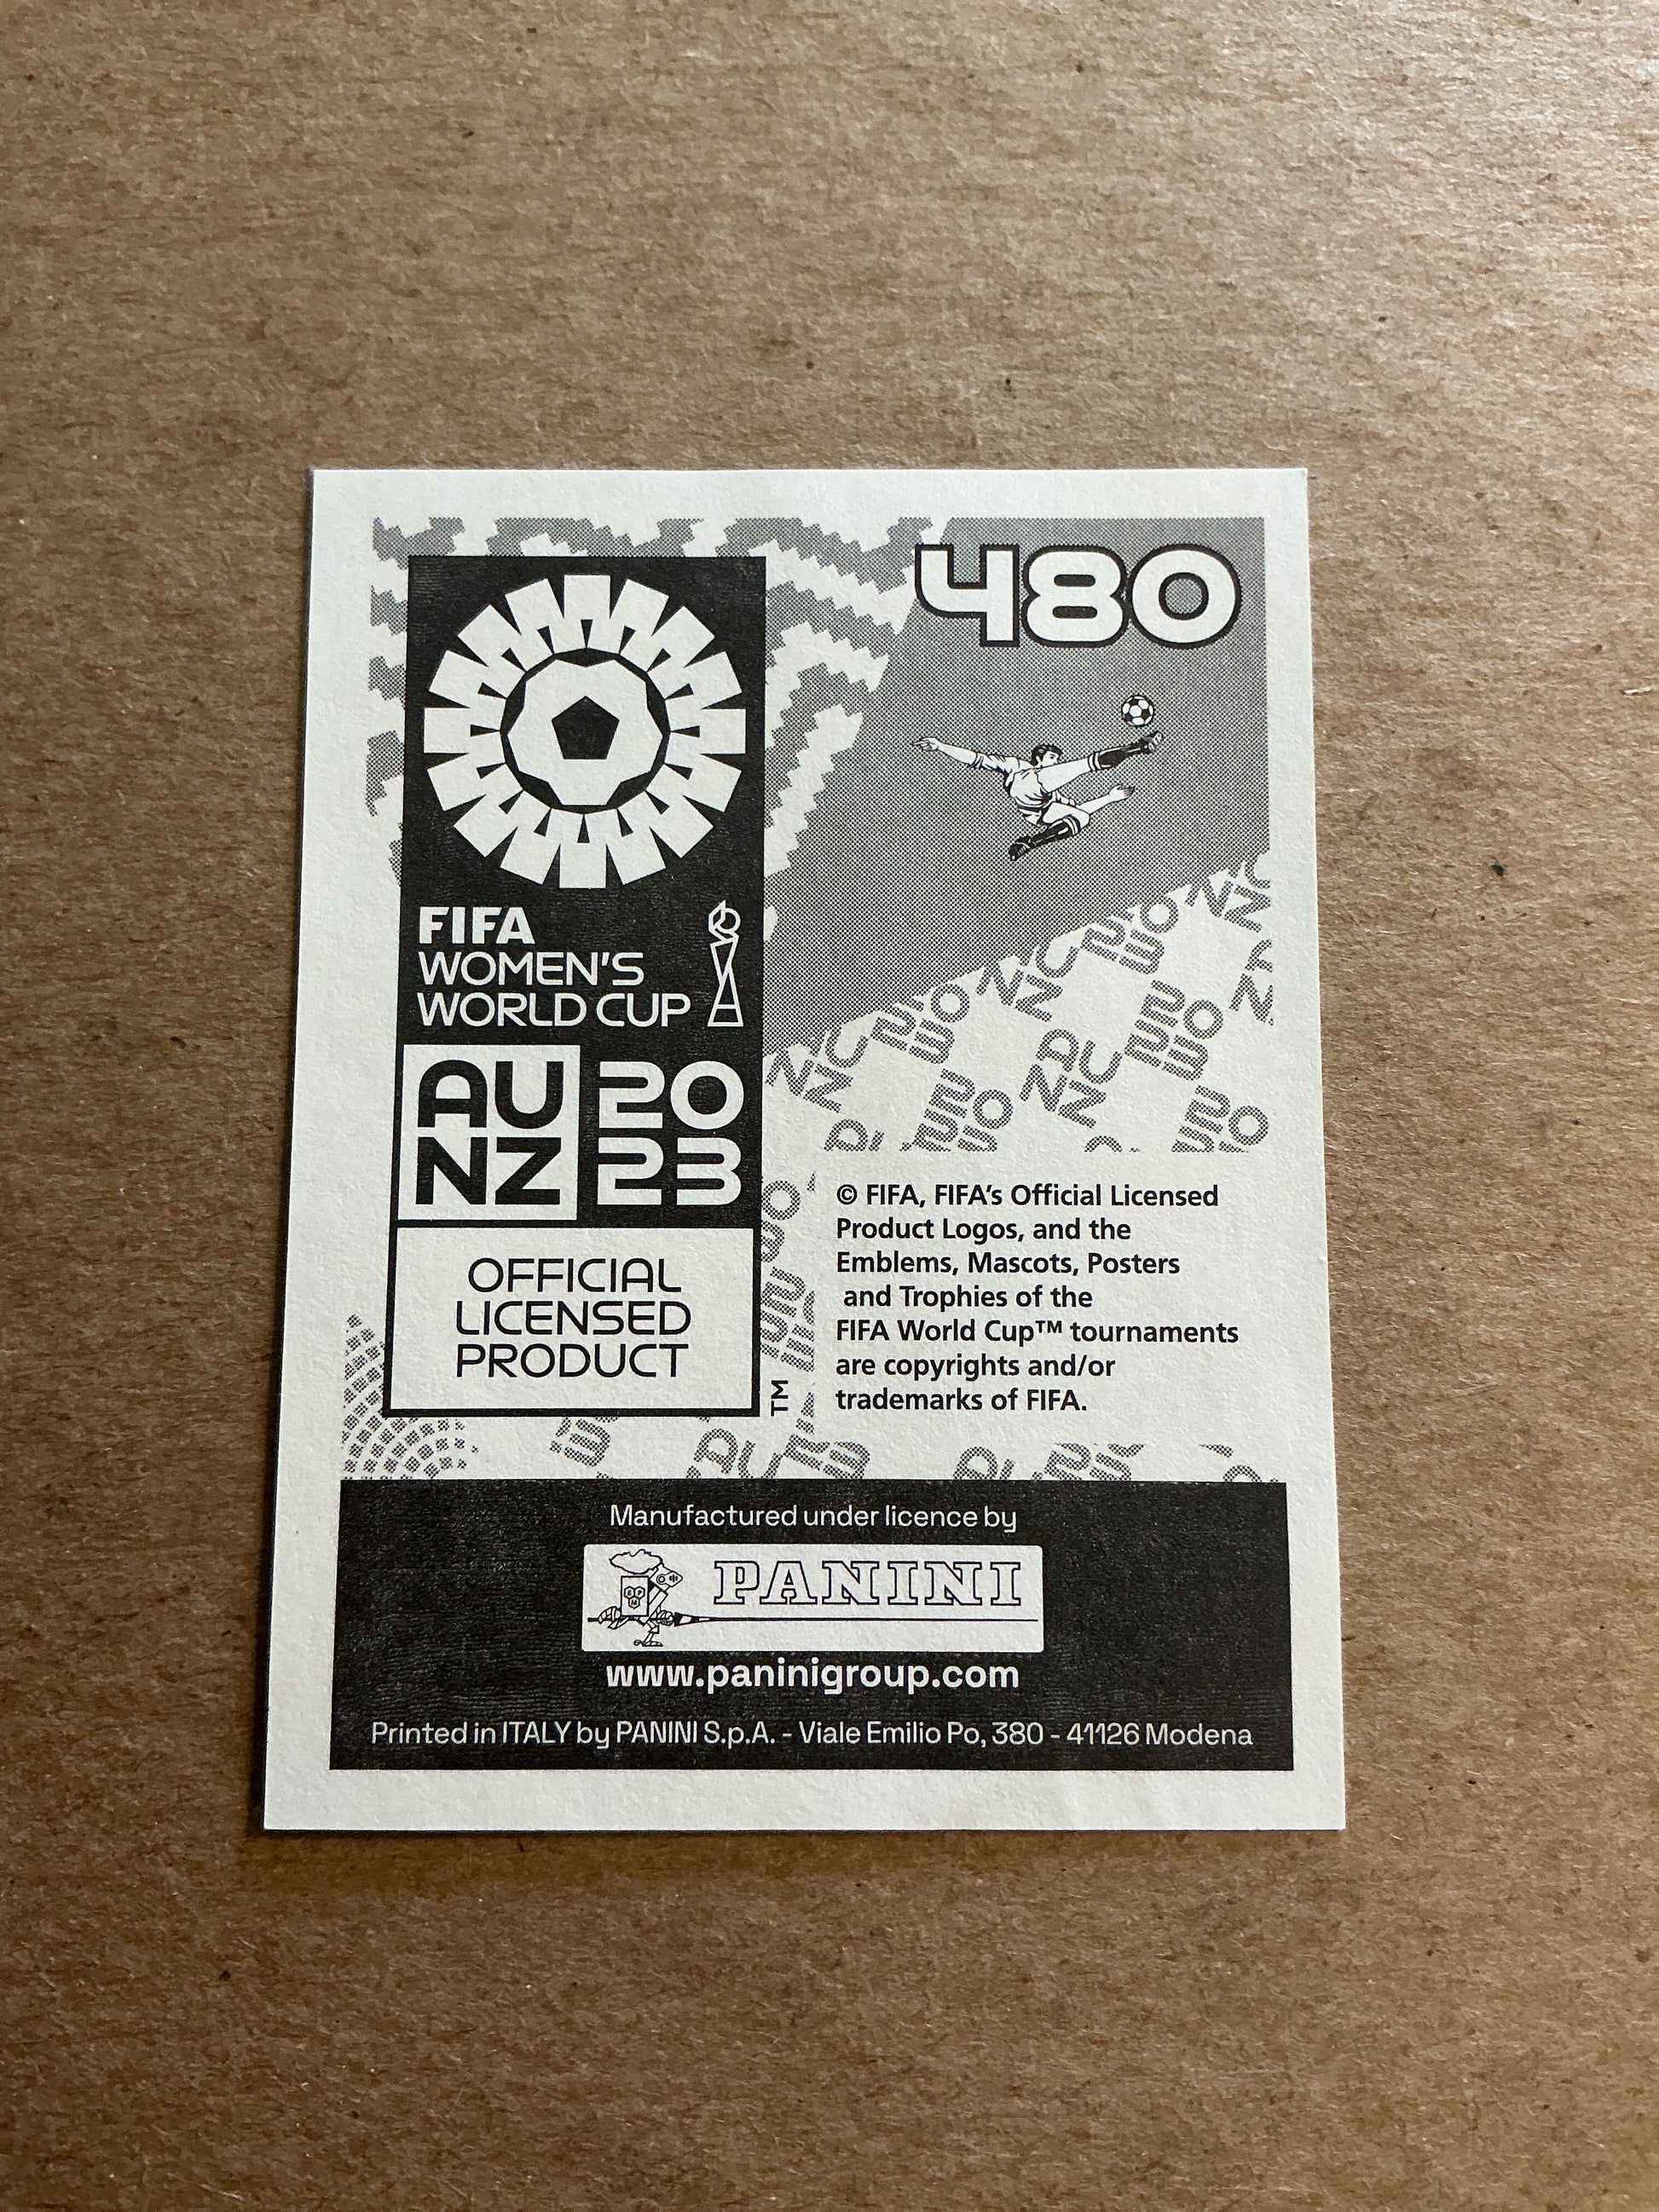 480
FIFA
WOMEN'S
WORLD CUP
AU 20
NZ 23
OFFICIAL
LICENSED
PRODUCT
TM
© FIFA, FIFA's Official Licensed
Product Logos, and the
Emblems, Mascots, Posters
and Trophies of the
FIFA World Cup™ tournaments
are copyrights and/or
trademarks of FIFA.
Manufactured under licence by
PANINI
www.paninigroup.com
Printed in ITALY by PANINI S.p.A. - Viale Emilio Po, 380 - 41126 Modena